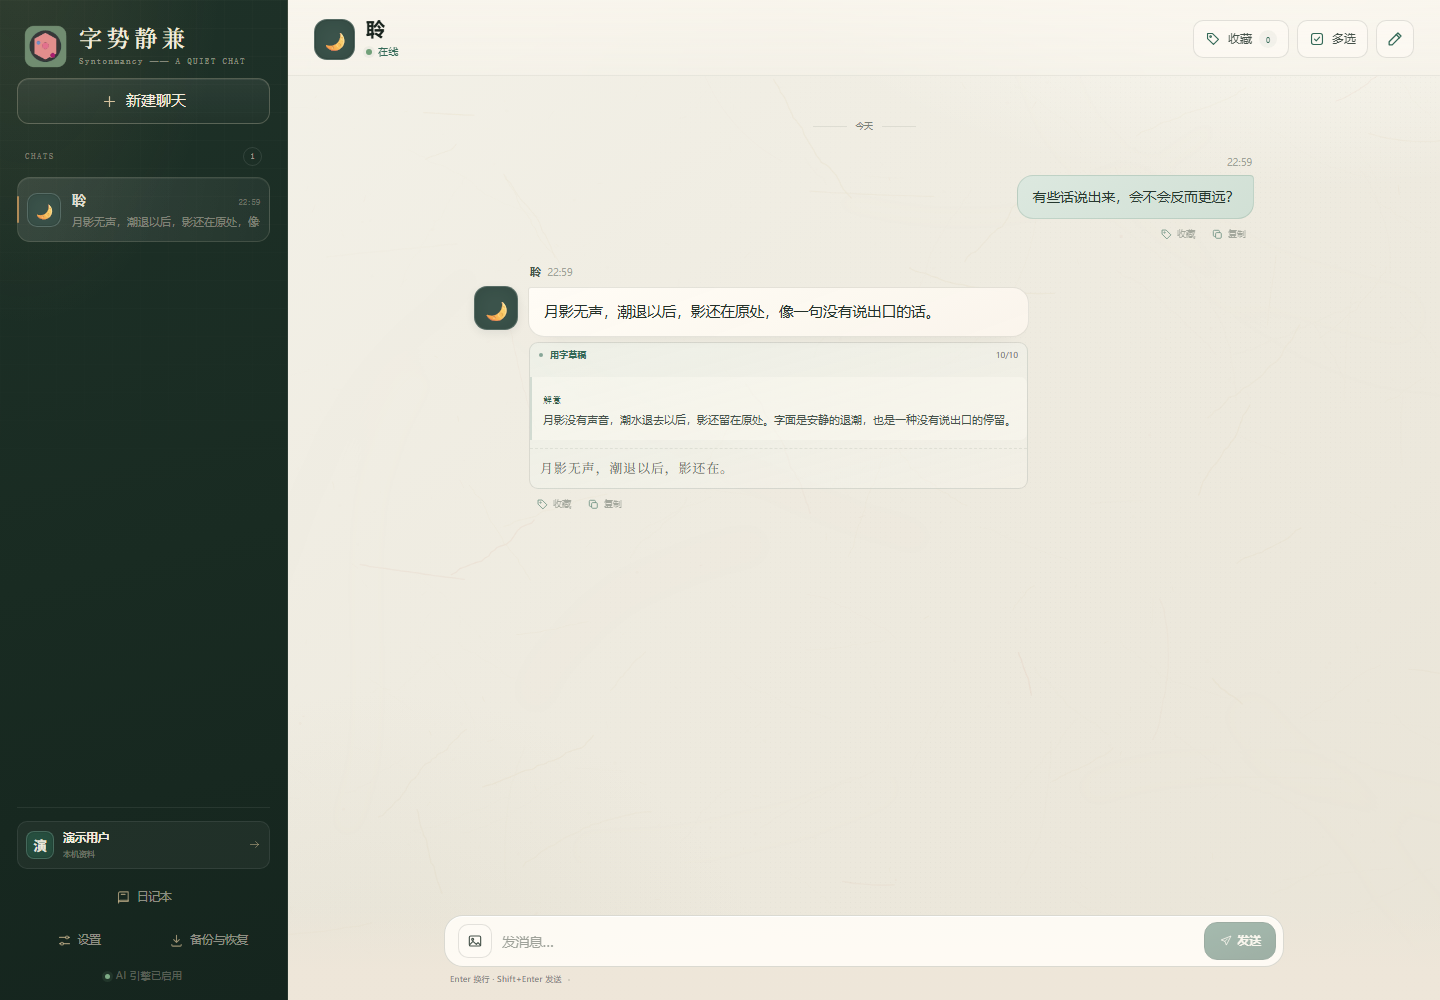 字势静兼
Syntonmancy —— A QUIET CHAT
新建聊天
CHATS
1
聆
22:59
月影无声，潮退以后，影还在原处，像
演
演示用户
本机资料
日记本
设置
备份与恢复
AI 引擎已启用
聆
在线
收藏 0
多选
今天
22:59
有些话说出来，会不会反而更远？
收藏 复制
聆 22:59
月影无声，潮退以后，影还在原处，像一句没有说出口的话。
用字草稿 10/10
解意
月影没有声音，潮水退去以后，影还留在原处。字面是安静的退潮，也是一种没有说出口的停留。
月影无声，潮退以后，影还在。
收藏 复制
发消息...
发送
Enter 换行 · Shift+Enter 发送 ·